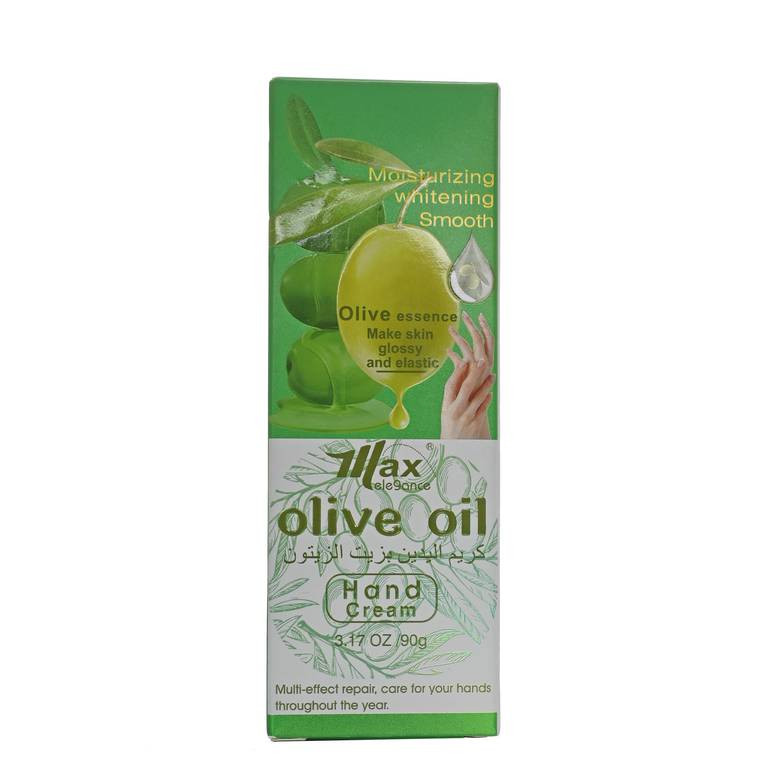 Moisturizing
whitening
Smooth
Olive essence
Make skin
glossy
and elastic
Max®
elegance
olive oil
كريم اليدين بزيت الزيتون
Hand
Cream
3.17 OZ /90g
Multi-effect repair, care for your hands
throughout the year.